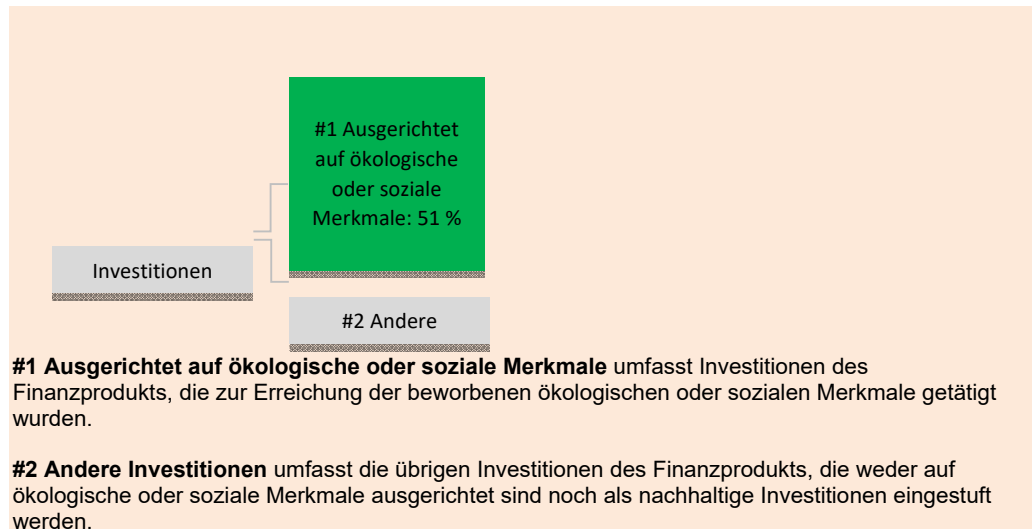 #1 Ausgerichtet
auf ökologische
oder soziale
Merkmale: 51 %
Investitionen
#2 Andere
#1 Ausgerichtet auf ökologische oder soziale Merkmale umfasst Investitionen des
Finanzprodukts, die zur Erreichung der beworbenen ökologischen oder sozialen Merkmale getätigt
wurden.
#2 Andere Investitionen umfasst die übrigen Investitionen des Finanzprodukts, die weder auf
ökologische oder soziale Merkmale ausgerichtet sind noch als nachhaltige Investitionen eingestuft
werden.